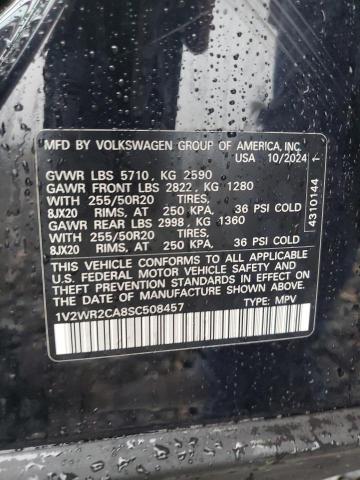 MFD BY VOLKSWAGEN GROUP OF AMERICA, INC.
USA 10/2024
GVWR LBS 5710, KG 2590
GAWR FRONT LBS 2822, KG 1280
WITH 255/50R20 TIRES,
8JX20 RIMS, AT 250 KPA, 36 PSI COLD
GAWR REAR LBS 2998, KG 1360
WITH 255/50R20 TIRES,
8JX20 RIMS, AT 250 KPA, 36 PSI COLD
THIS VEHICLE CONFORMS TO ALL APPLICABLE
U.S. FEDERAL MOTOR VEHICLE SAFETY AND
THEFT PREVENTION STANDARDS IN EFFECT ON
THE DATE OF MANUFACTURE SHOWN ABOVE.
1V2WR2CA8SC508457 TYPE: MPV
4310144